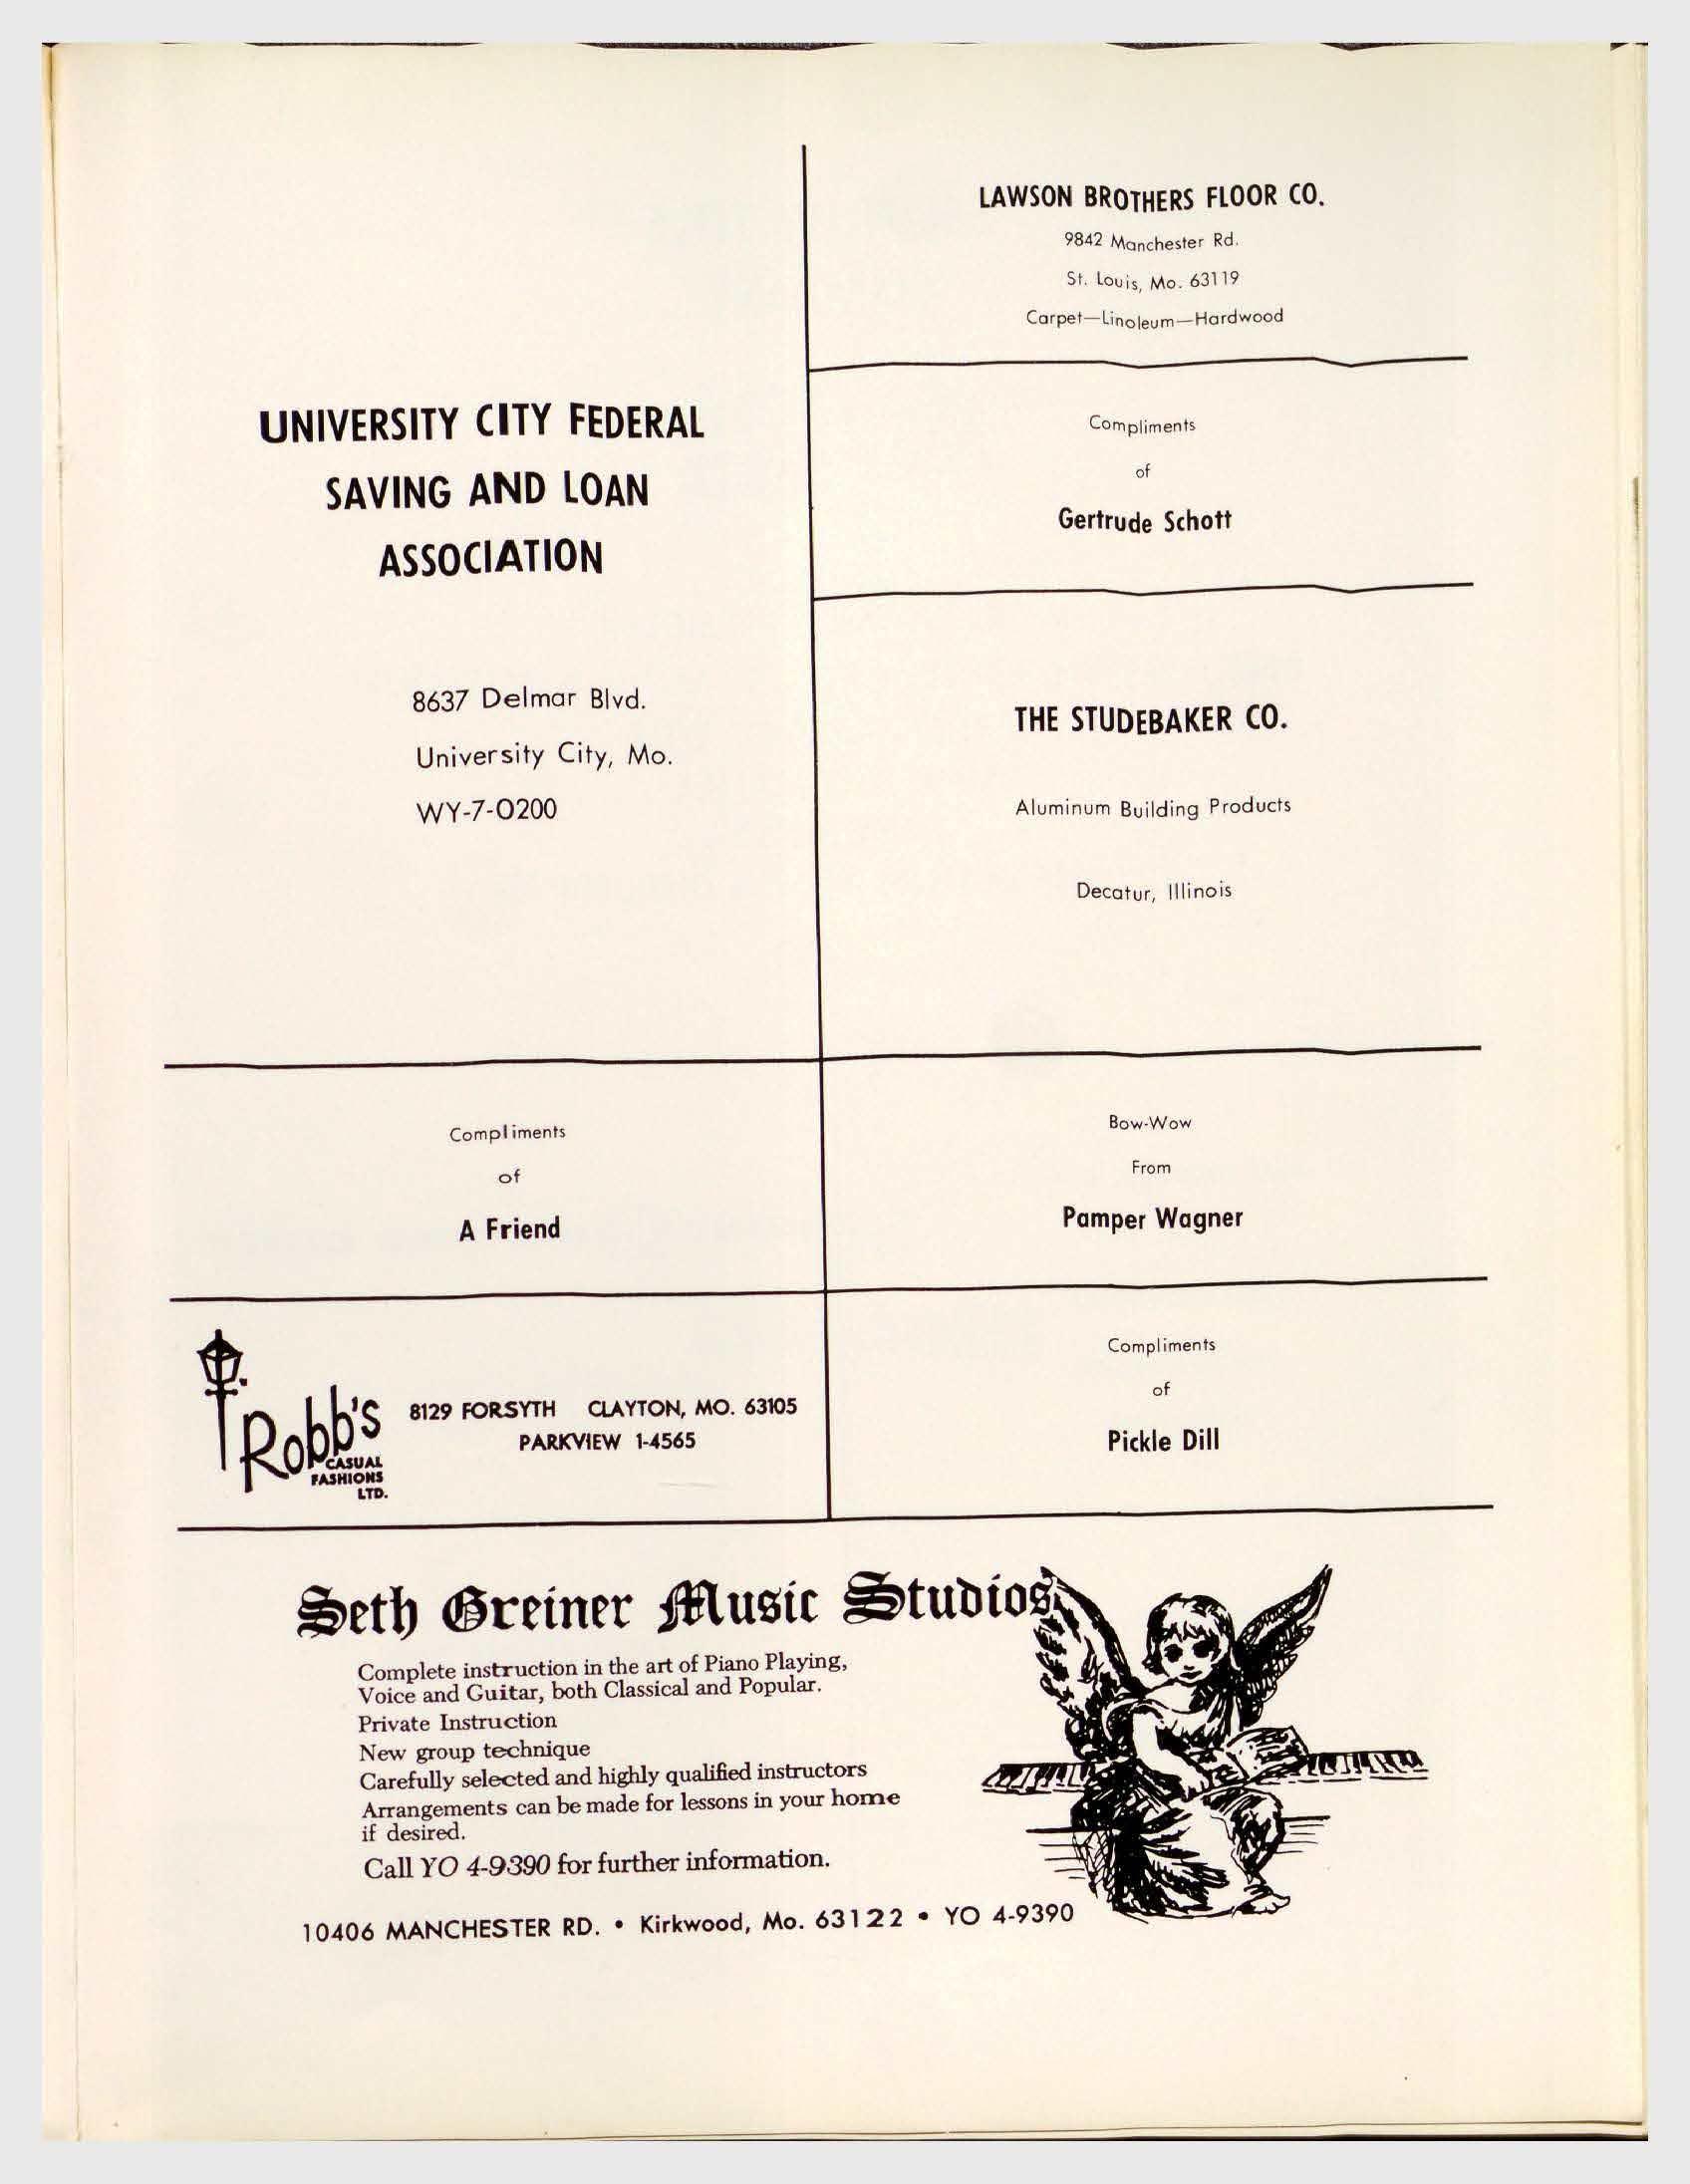 UNIVERSITY CITY FEDERAL
SAVING AND LOAN
ASSOCIATION
8637 Delmar Blvd.
University City, Mo.
WY-7-0200
LAWSON BROTHERS FLOOR CO.
9842 Manchester Rd.
St. Louis, Mo. 63119
Carpet—Linoleum—Hardwood
Compliments
of
Gertrude Schott
THE STUDEBAKER CO.
Aluminum Building Products
Decatur, Illinois
Compliments
of
A Friend
Bow-Wow
From
Pamper Wagner
Robb's
CASUAL
FASHIONS
LTD.
8129 FORSYTH CLAYTON, MO. 63105
PARKVIEW 1-4565
Compliments
of
Pickle Dill
Seth Greiner Music Studios
Complete instruction in the art of Piano Playing,
Voice and Guitar, both Classical and Popular.
Private Instruction
New group technique
Carefully selected and highly qualified instructors
Arrangements can be made for lessons in your home
if desired.
Call YO 4-9390 for further information.
10406 MANCHESTER RD. • Kirkwood, Mo. 63122 • YO 4-9390